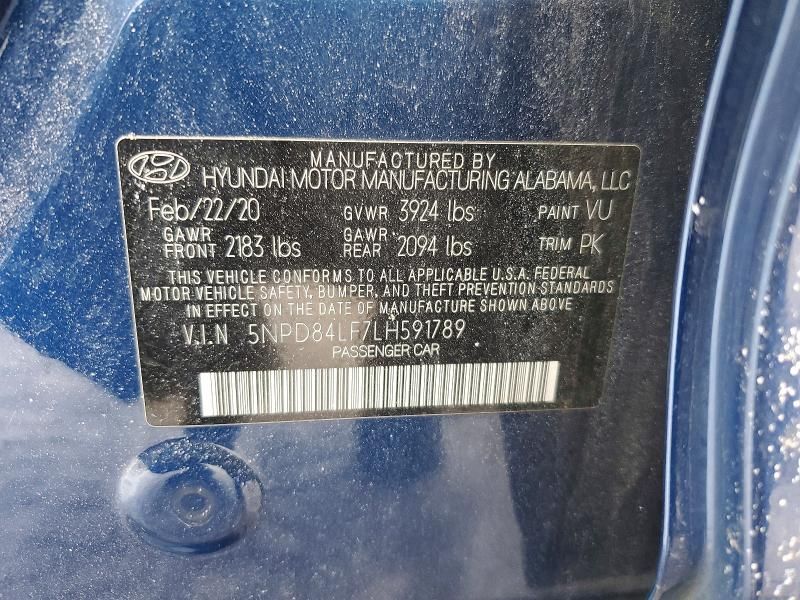 MANUFACTURED BY
HYUNDAI MOTOR MANUFACTURING ALABAMA, LLC
Feb/22/20 GVWR 3924 lbs PAINT VU
GAWR FRONT 2183 lbs GAWR REAR 2094 lbs TRIM PK
THIS VEHICLE CONFORMS TO ALL APPLICABLE U.S.A. FEDERAL
MOTOR VEHICLE SAFETY, BUMPER, AND THEFT PREVENTION STANDARDS
IN EFFECT ON THE DATE OF MANUFACTURE SHOWN ABOVE
V.I.N 5NPD84LF7LH591789
PASSENGER CAR